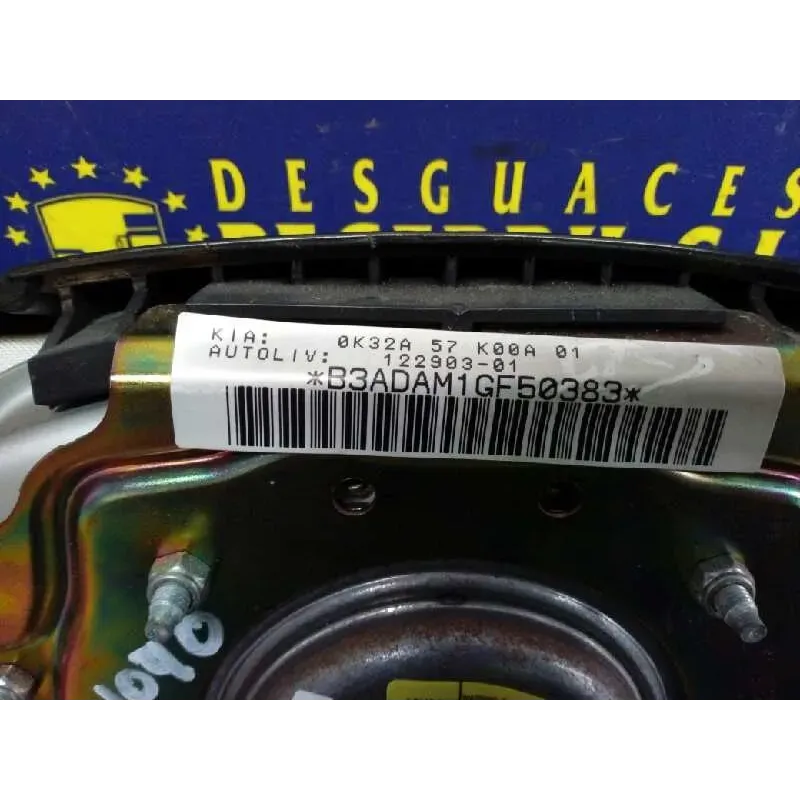 DESGUACES
KIA: 0K32A 57 K00A 01
AUTOLIV: 122903-01
*B3ADAM1GF50383*